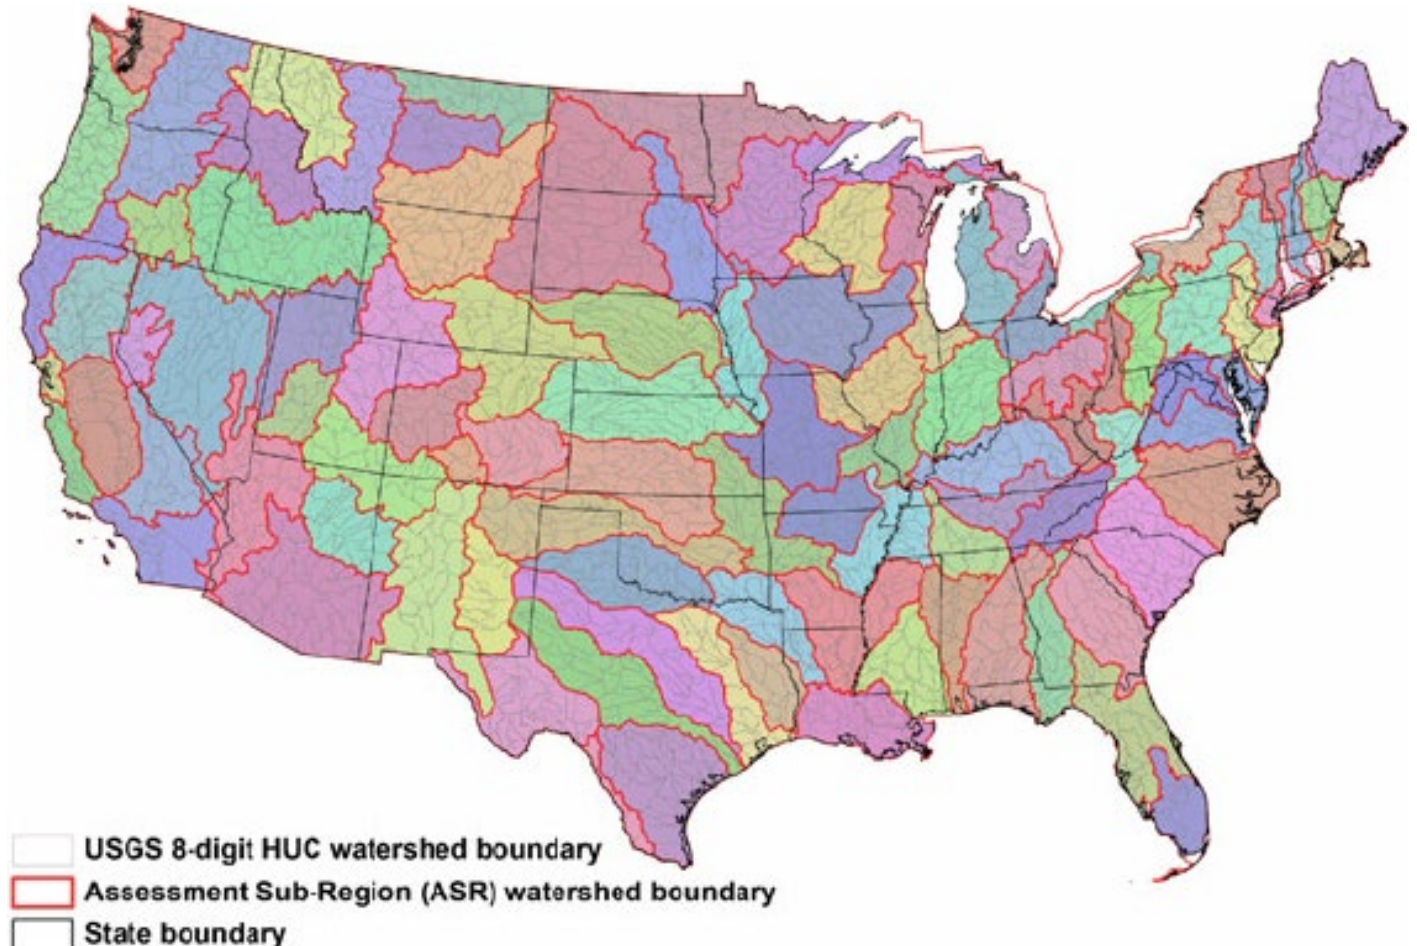 USGS 8-digit HUC watershed boundary
Assessment Sub-Region (ASR) watershed boundary
State boundary